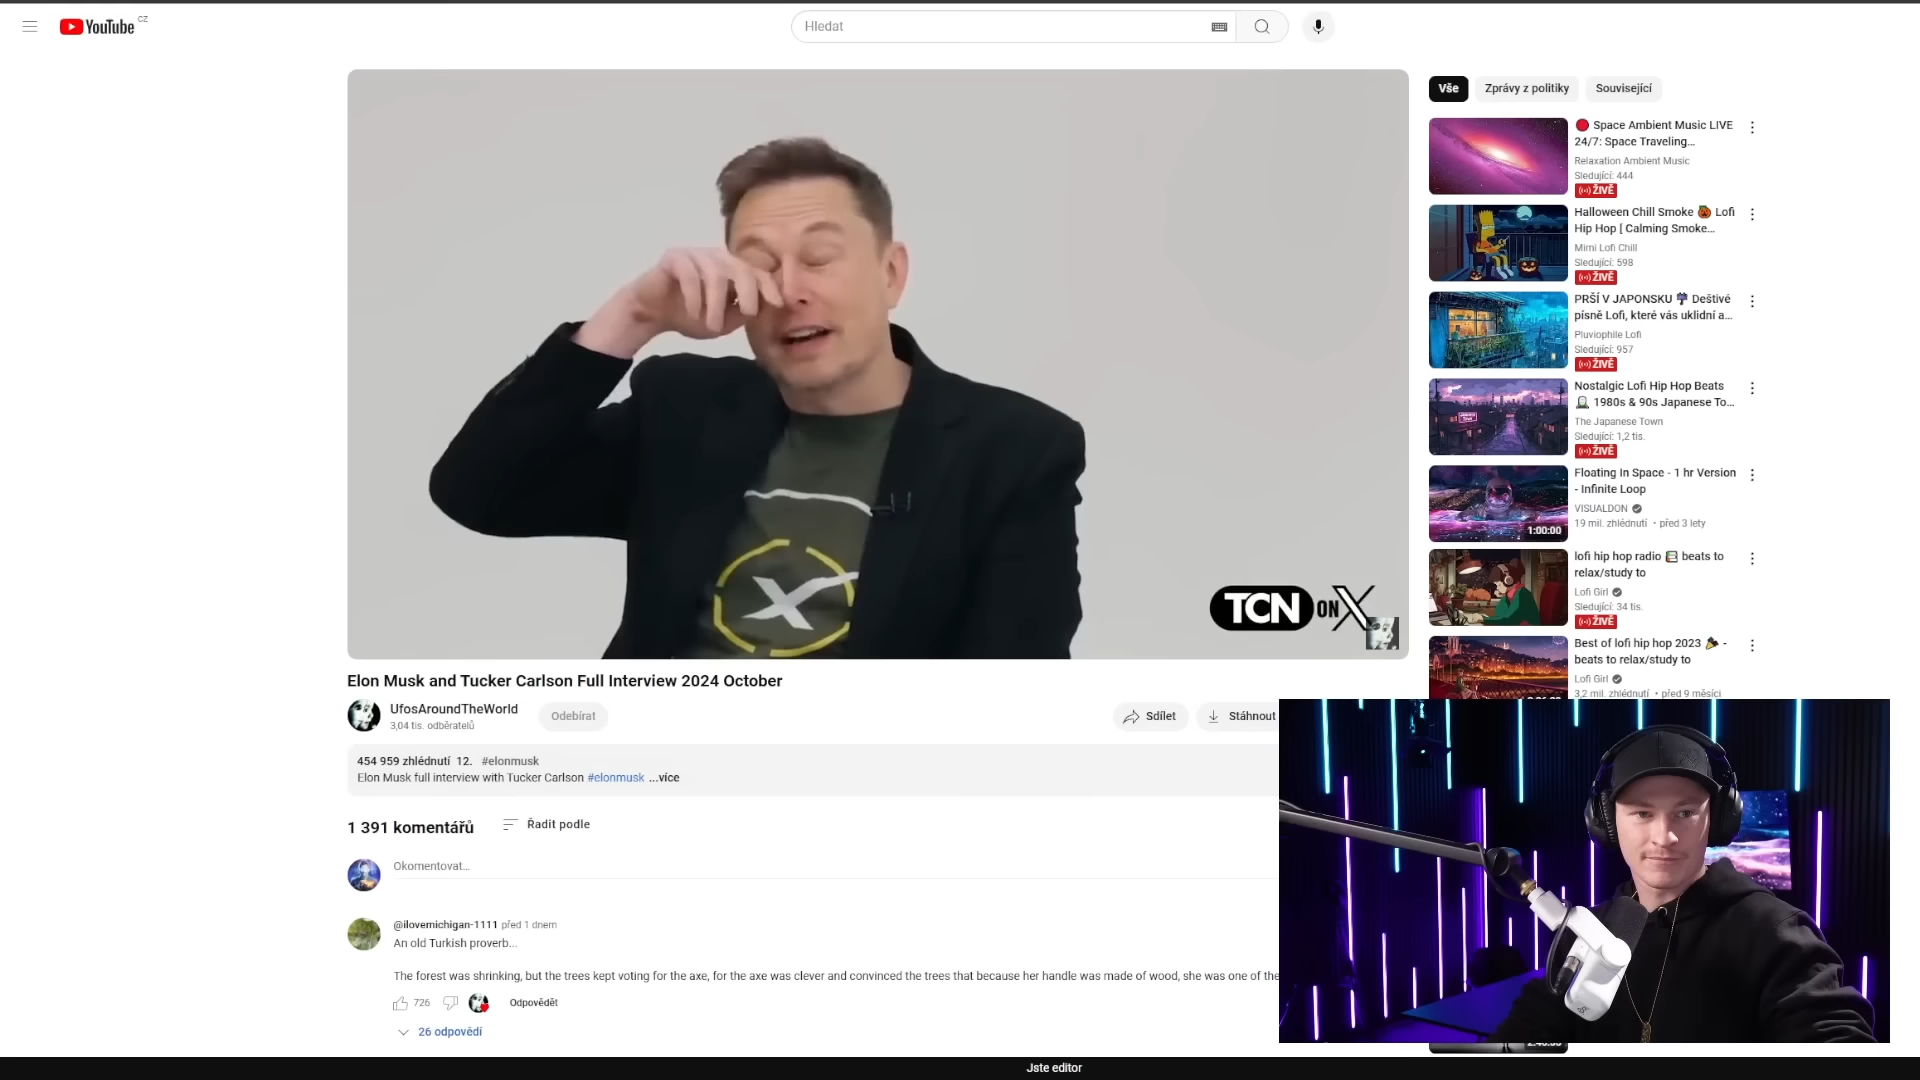 YouTube CZ
Hledat
TCN ON X
Elon Musk and Tucker Carlson Full Interview 2024 October
UfosAroundTheWorld
3,04 tis. odběratelů
Odebírat
Sdílet
Stáhnout
454 959 zhlédnutí 12. #elonmusk
Elon Musk full interview with Tucker Carlson #elonmusk ...více
1 391 komentářů
Řadit podle
Okomentovat...
@ilovemichigan-1111 před 1 dnem
An old Turkish proverb...
The forest was shrinking, but the trees kept voting for the axe, for the axe was clever and convinced the trees that because her handle was made of wood, she was one of the
726
Odpovědět
26 odpovědí
Vše
Zprávy z politiky
Související
Space Ambient Music LIVE
24/7: Space Traveling...
Relaxation Ambient Music
Sledující: 444
ŽIVĚ
Halloween Chill Smoke 🎃 Lofi
Hip Hop [ Calming Smoke...
Mimi Lofi Chill
Sledující: 598
ŽIVĚ
PRŠÍ V JAPONSKU ☔ Deštivé
písně Lofi, které vás uklidní a...
Pluviophile Lofi
Sledující: 957
ŽIVĚ
Nostalgic Lofi Hip Hop Beats
1980s & 90s Japanese To...
The Japanese Town
Sledující: 1,2 tis.
ŽIVĚ
1:00:00
Floating In Space - 1 hr Version
- Infinite Loop
VISUALDON
19 mil. zhlédnutí • před 3 lety
lofi hip hop radio 📚 beats to
relax/study to
Lofi Girl
Sledující: 34 tis.
ŽIVĚ
Best of lofi hip hop 2023 🎉 -
beats to relax/study to
Lofi Girl
3,2 mil. zhlédnutí • před 9 měsíci
Jste editor